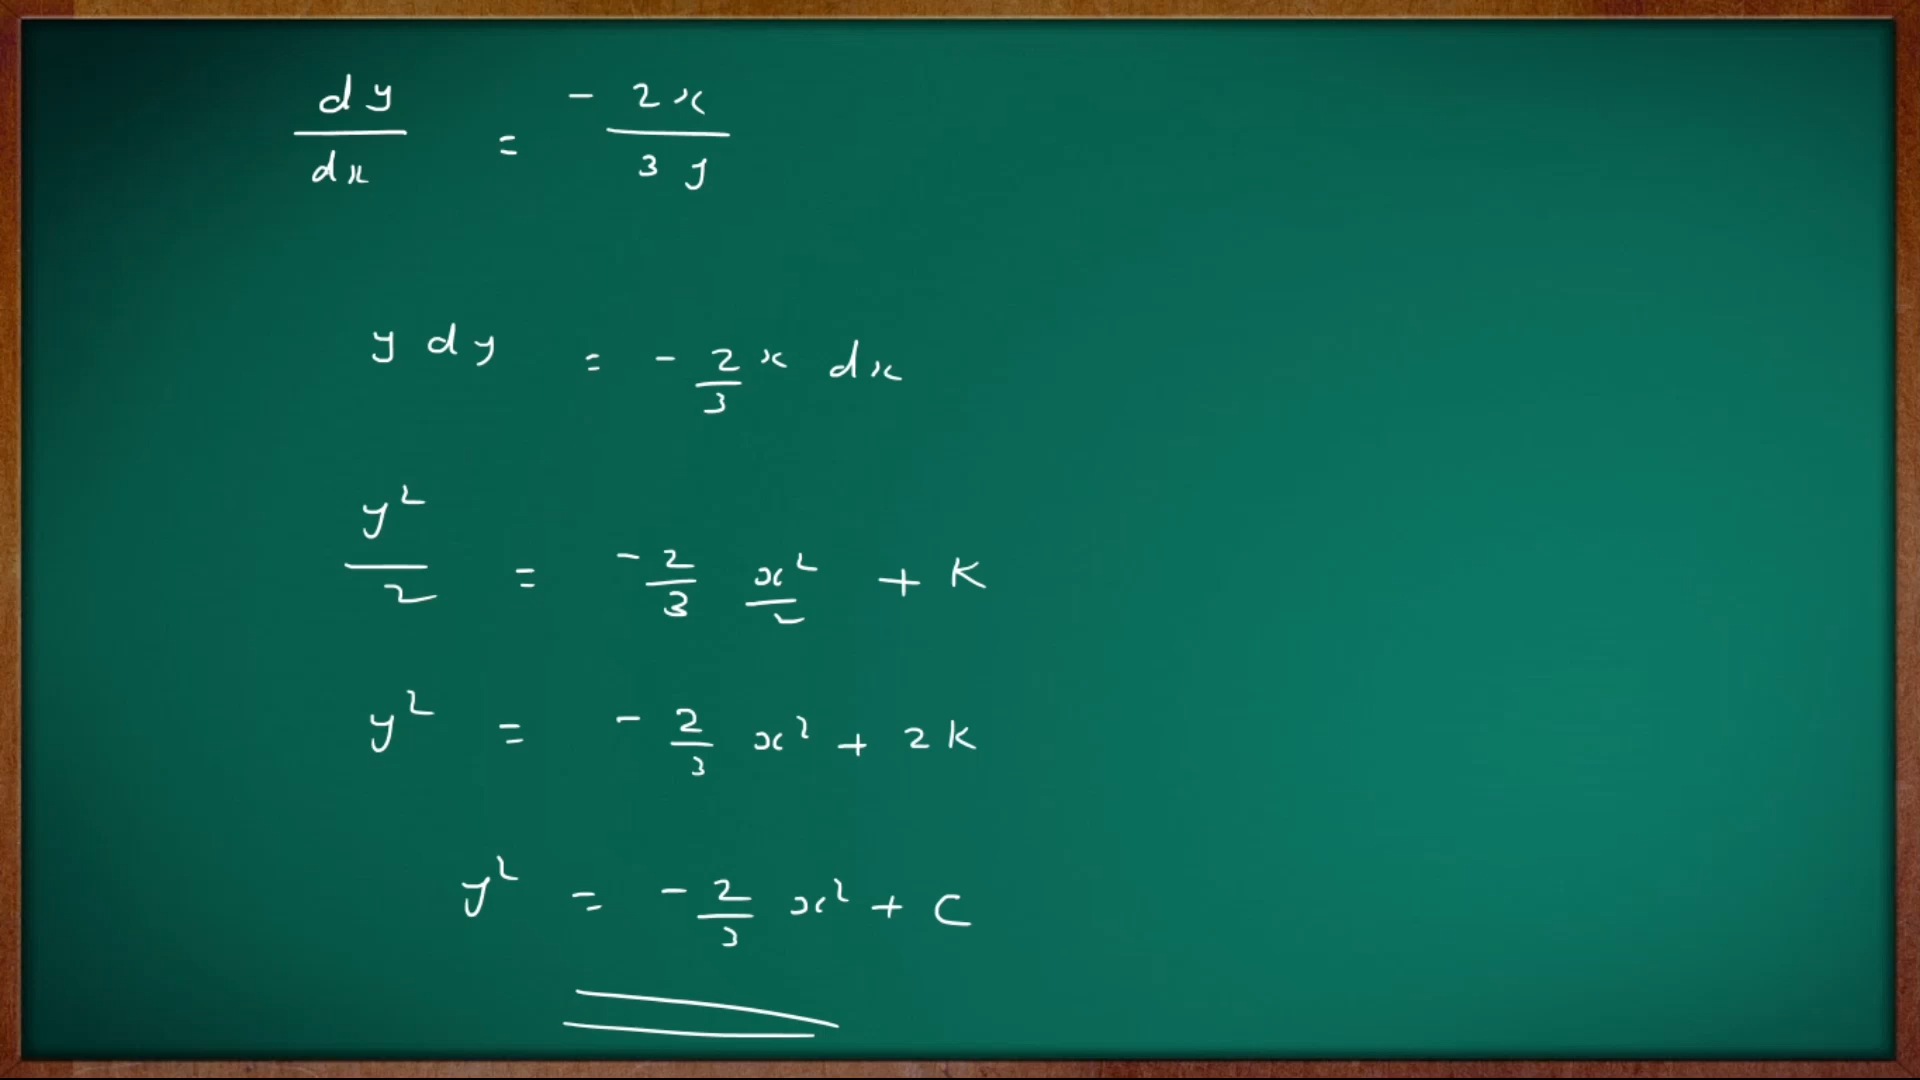 dy/dx = - 2x/3y
y dy = - 2/3 x dx
y²/2 = - 2/3 x²/2 + K
y² = - 2/3 x² + 2K
y² = - 2/3 x² + C